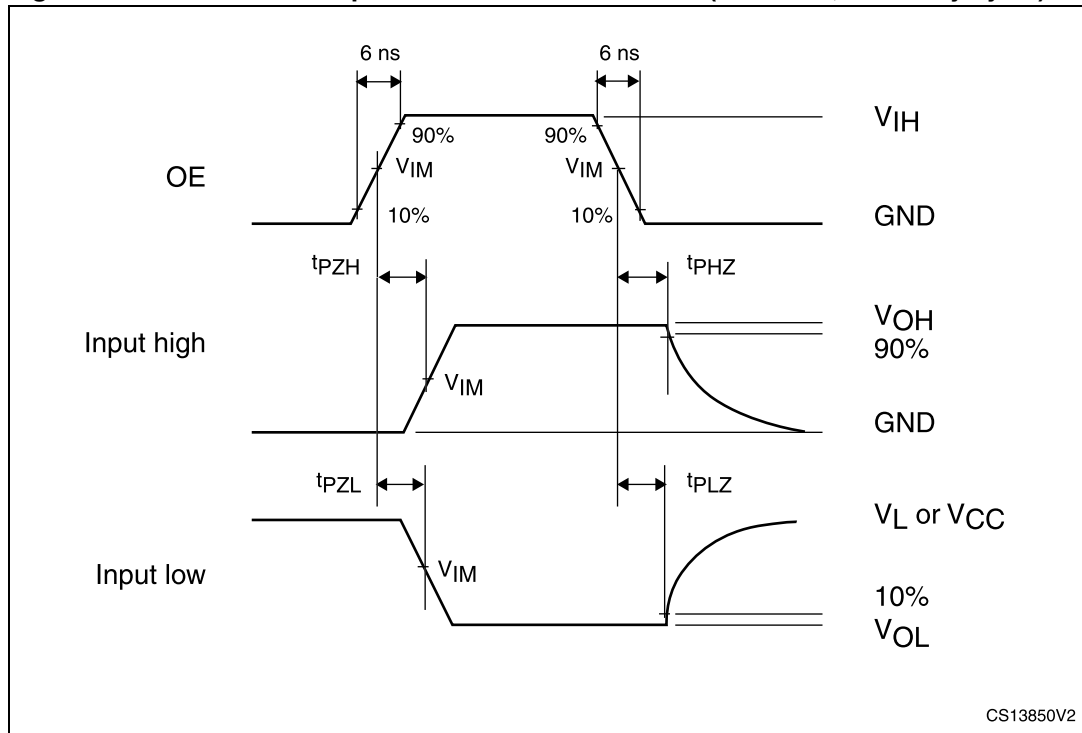 6 ns
6 ns
VIH
90%
90%
VIM
VIM
OE
10%
10%
GND
tPZH
tPHZ
VOH
Input high
90%
VIM
GND
tPZL
tPLZ
VL or VCC
Input low
VIM
10%
VOL
CS13850V2